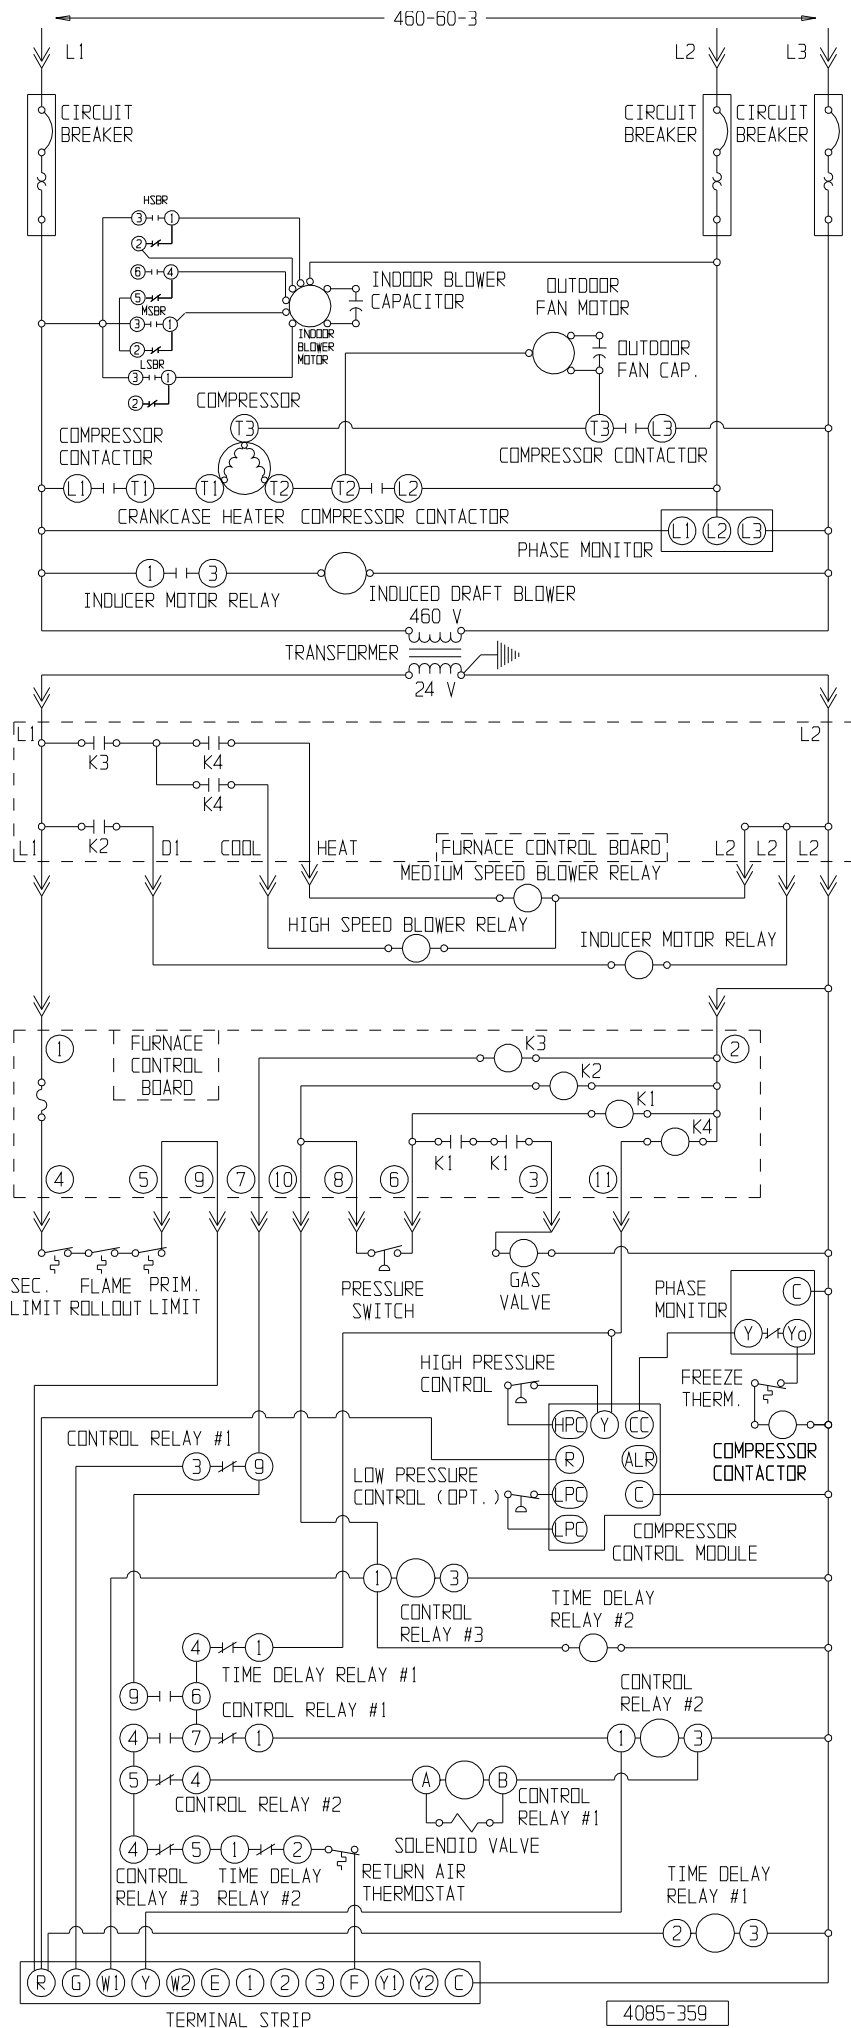 460-60-3
L1
L2
L3
CIRCUIT
BREAKER
CIRCUIT
BREAKER
CIRCUIT
BREAKER
HSBR
3
1
2
6
4
5
MSBR
3
1
2
LSBR
3
1
2
INDOOR
BLOWER
MOTOR
INDOOR BLOWER
CAPACITOR
OUTDOOR
FAN MOTOR
OUTDOOR
FAN CAP.
COMPRESSOR
T3
T3
L3
COMPRESSOR
CONTACTOR
COMPRESSOR CONTACTOR
L1
T1
T1
T2
T2
L2
CRANKCASE HEATER
COMPRESSOR CONTACTOR
L1
L2
L3
PHASE MONITOR
1
3
INDUCER MOTOR RELAY
INDUCED DRAFT BLOWER
460 V
TRANSFORMER
24 V
L1
L2
K3
K4
K4
K2
L1
D1
COOL
HEAT
FURNACE CONTROL BOARD
L2
L2
L2
MEDIUM SPEED BLOWER RELAY
HIGH SPEED BLOWER RELAY
INDUCER MOTOR RELAY
1
FURNACE
CONTROL
BOARD
K3
2
K2
K1
K4
K1
K1
4
5
9
7
10
8
6
3
11
SEC.
LIMIT
FLAME
ROLLOUT
PRIM.
LIMIT
PRESSURE
SWITCH
GAS
VALVE
PHASE
MONITOR
C
Y
Yo
HIGH PRESSURE
CONTROL
FREEZE
THERM.
HPC
Y
CC
COMPRESSOR
CONTACTOR
CONTROL RELAY #1
3
9
R
ALR
LOW PRESSURE
CONTROL (OPT.)
LPC
C
LPC
COMPRESSOR
CONTROL MODULE
1
3
CONTROL
RELAY #3
TIME DELAY
RELAY #2
4
1
TIME DELAY RELAY #1
9
6
CONTROL RELAY #1
CONTROL
RELAY #2
4
7
1
1
3
5
4
A
B
CONTROL RELAY #2
CONTROL
RELAY #1
SOLENOID VALVE
4
5
1
2
CONTROL
RELAY #3
TIME DELAY
RELAY #2
RETURN AIR
THERMOSTAT
TIME DELAY
RELAY #1
2
3
R
G
W1
Y
W2
E
1
2
3
F
Y1
Y2
C
TERMINAL STRIP
4085-359